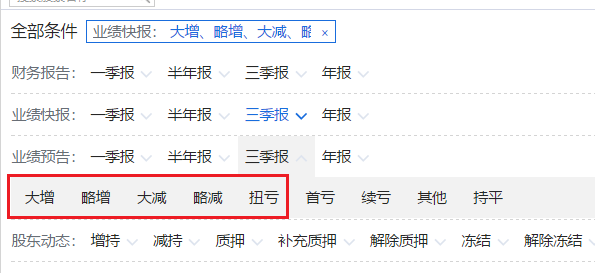 全部条件 业绩快报： 大增、略增、大减、略 ×
财务报告： 一季报 半年报 三季报 年报
业绩快报： 一季报 半年报 三季报 年报
业绩预告： 一季报 半年报 三季报 年报
大增 略增 大减 略减 扭亏 首亏 续亏 其他 持平
股东动态： 增持 减持 质押 补充质押 解除质押 冻结 解除冻结